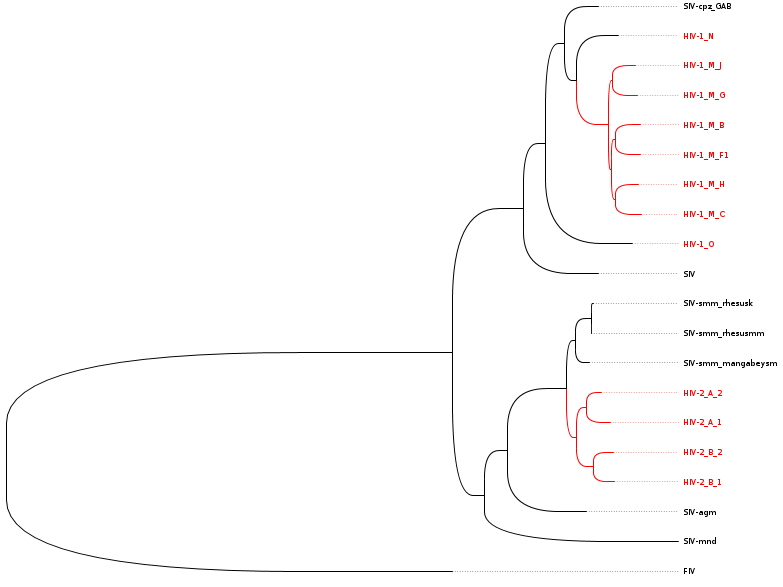 SIV-cpz_GAB
HIV-1_N
HIV-1_M_J
HIV-1_M_G
HIV-1_M_B
HIV-1_M_F1
HIV-1_M_H
HIV-1_M_C
HIV-1_O
SIV
SIV-smm_rhesusk
SIV-smm_rhesusmm
SIV-smm_mangabeysm
HIV-2_A_2
HIV-2_A_1
HIV-2_B_2
HIV-2_B_1
SIV-agm
SIV-mnd
FIV